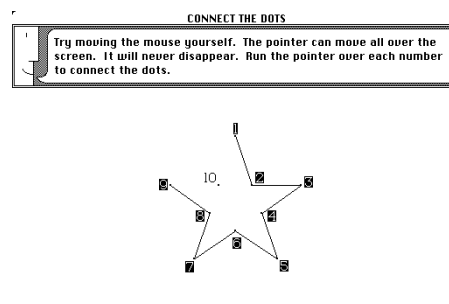 CONNECT THE DOTS
Try moving the mouse yourself. The pointer can move all over the
screen. It will never disappear. Run the pointer over each number
to connect the dots.
1
10.
2
3
9
8
4
6
7
5